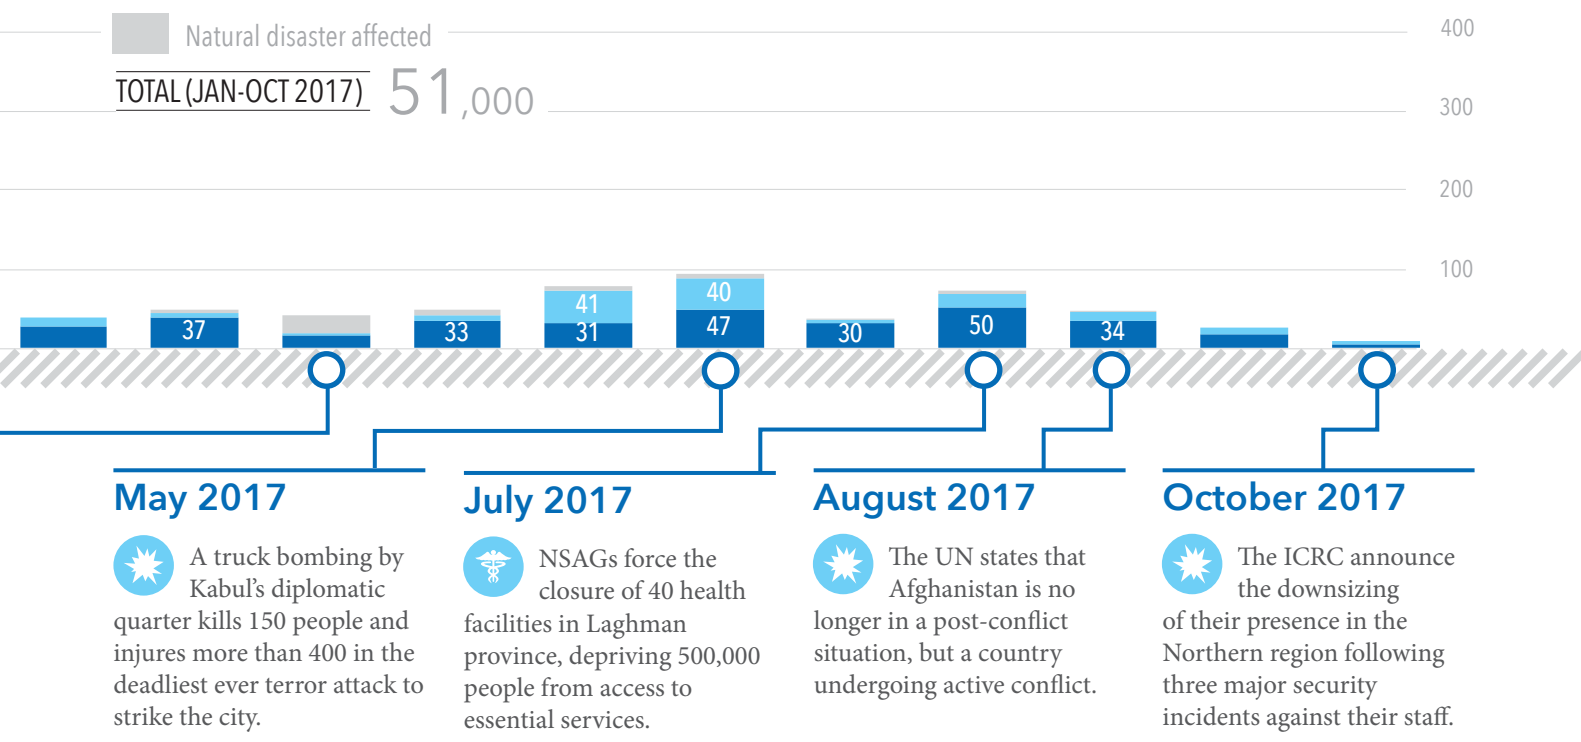 Natural disaster affected
TOTAL (JAN-OCT 2017) 51,000
400
300
200
100
37
33
41
31
40
47
30
50
34
May 2017
A truck bombing by
Kabul’s diplomatic
quarter kills 150 people and
injures more than 400 in the
deadliest ever terror attack to
strike the city.
July 2017
NSAGs force the
closure of 40 health
facilities in Laghman
province, depriving 500,000
people from access to
essential services.
August 2017
The UN states that
Afghanistan is no
longer in a post-conflict
situation, but a country
undergoing active conflict.
October 2017
The ICRC announce
the downsizing
of their presence in the
Northern region following
three major security
incidents against their staff.